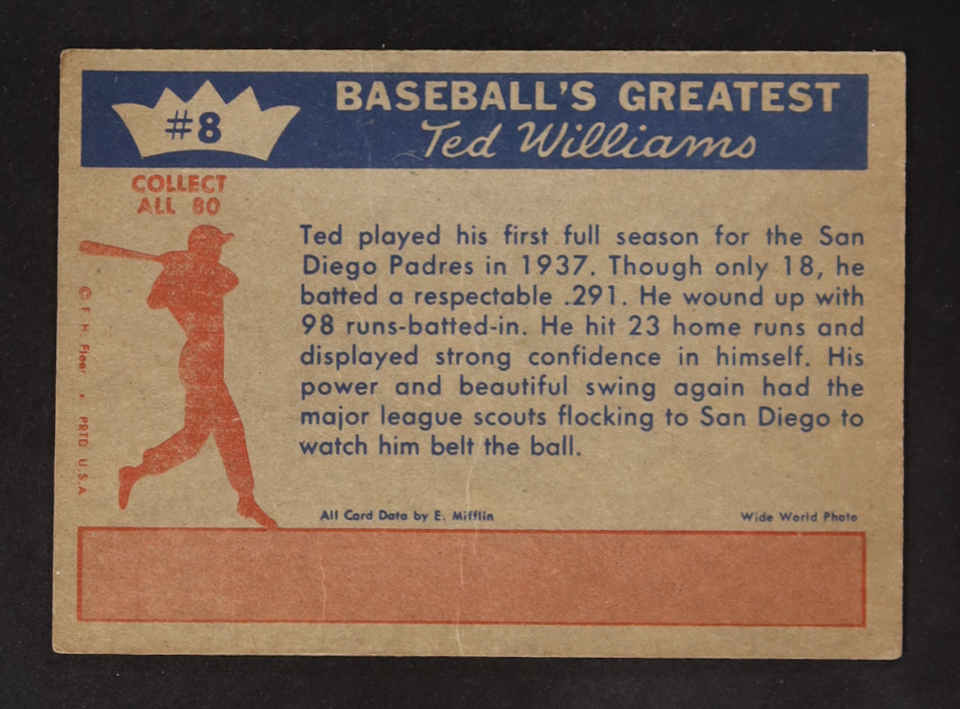 #8
BASEBALL'S GREATEST
Ted Williams
COLLECT
ALL 80
Ted played his first full season for the San
Diego Padres in 1937. Though only 18, he
batted a respectable .291. He wound up with
98 runs-batted-in. He hit 23 home runs and
displayed strong confidence in himself. His
power and beautiful swing again had the
major league scouts flocking to San Diego to
watch him belt the ball.
© F. H. Fleer • PRTD U.S.A
All Card Data by E. Mifflin
Wide World Photo